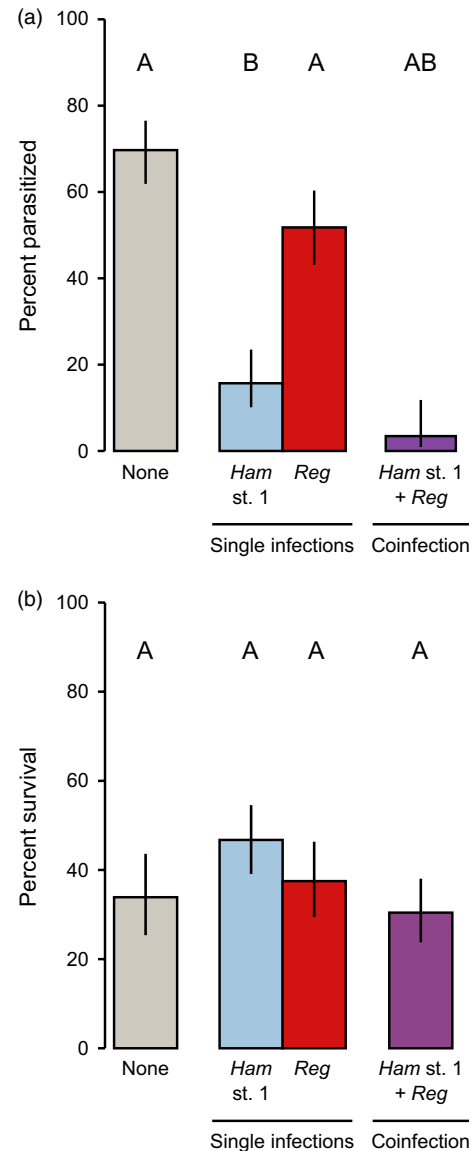 (a)
100
80
60
40
20
0
Percent parasitized
A B A AB
None Ham st. 1 Reg Ham st. 1 + Reg
Single infections Coinfection
(b)
100
80
60
40
20
0
Percent survival
A A A A
None Ham st. 1 Reg Ham st. 1 + Reg
Single infections Coinfection